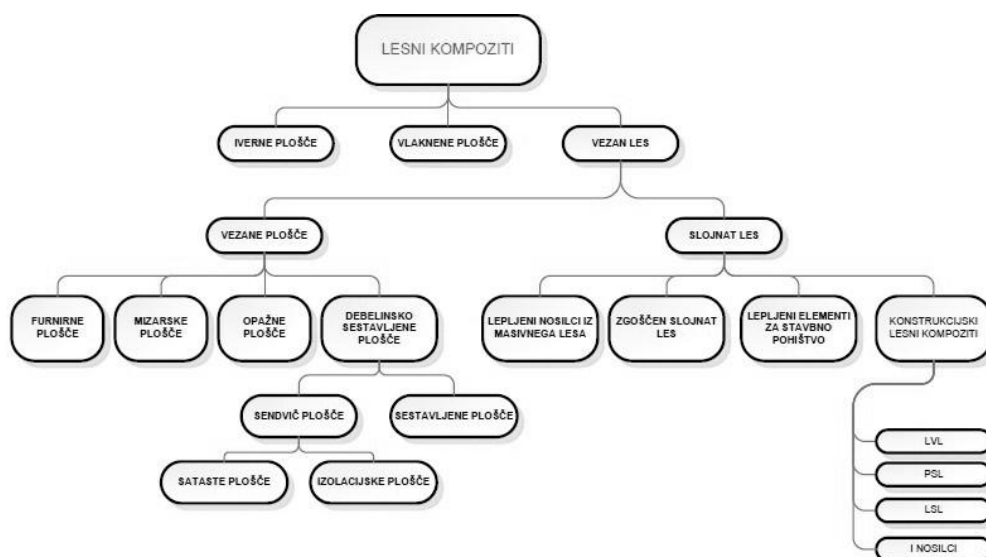 LESNI KOMPOZITI
IVERNE PLOŠČE
VLAKNENE PLOŠČE
VEZAN LES
VEZANE PLOŠČE
SLOJNAT LES
FURNIRNE
PLOŠČE
MIZARSKE
PLOŠČE
OPAŽNE
PLOŠČE
DEBELINSKO
SESTAVLJENE
PLOŠČE
LEPLJENI NOSILCI IZ
MASIVNEGA LESA
ZGOŠČEN SLOJNAT
LES
LEPLJENI ELEMENTI
ZA STAVBNO
POHIŠTVO
KONSTRUKCIJSKI
LESNI KOMPOZITI
SENDVIČ PLOŠČE
SESTAVLJENE PLOŠČE
SATASTE PLOŠČE
IZOLACIJSKE PLOŠČE
LVL
PSL
LSL
I NOSILCI